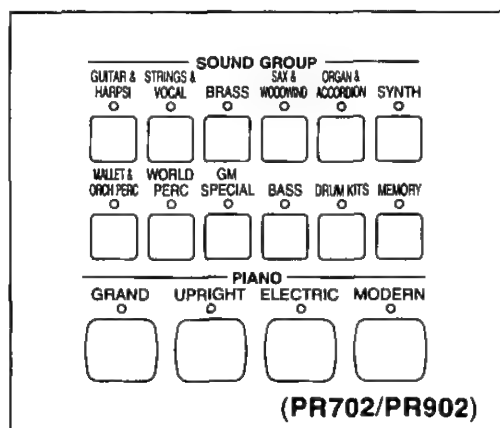 SOUND GROUP
GUITAR & STRINGS & SAX & ORGAN &
HARPSI VOCAL BRASS WOODWIND ACCORDION SYNTH
MALLET & WORLD GM
ORCH PERC PERC SPECIAL BASS DRUM KITS MEMORY
PIANO
GRAND UPRIGHT ELECTRIC MODERN
(PR702/PR902)